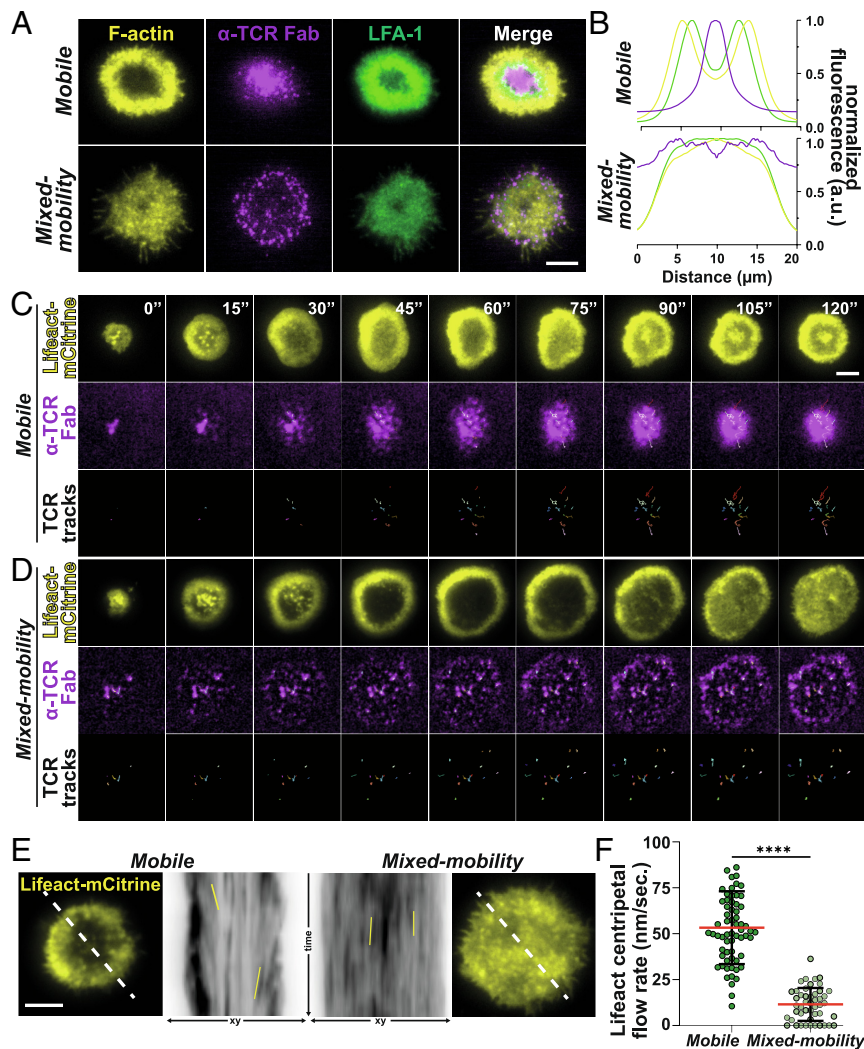 A
F-actin
α-TCR Fab
LFA-1
Merge
Mobile
Mixed-
mobility
B
Mobile
Mixed-
mobility
1.0
0.5
0.0
1.0
0.5
0.0
normalized
fluorescence (a.u.)
0 5 10 15 20
Distance (µm)
C
Mobile
Lifeact-
mCitrine
0” 15” 30” 45” 60” 75” 90” 105” 120”
α-TCR
Fab
TCR
tracks
D
Mixed-mobility
Lifeact-
mCitrine
α-TCR
Fab
TCR
tracks
E
Mobile
Mixed-mobility
Lifeact-mCitrine
time
xy
xy
F
Lifeact centripetal
flow rate (nm/sec.)
100
75
50
25
0
****
Mobile Mixed-mobility